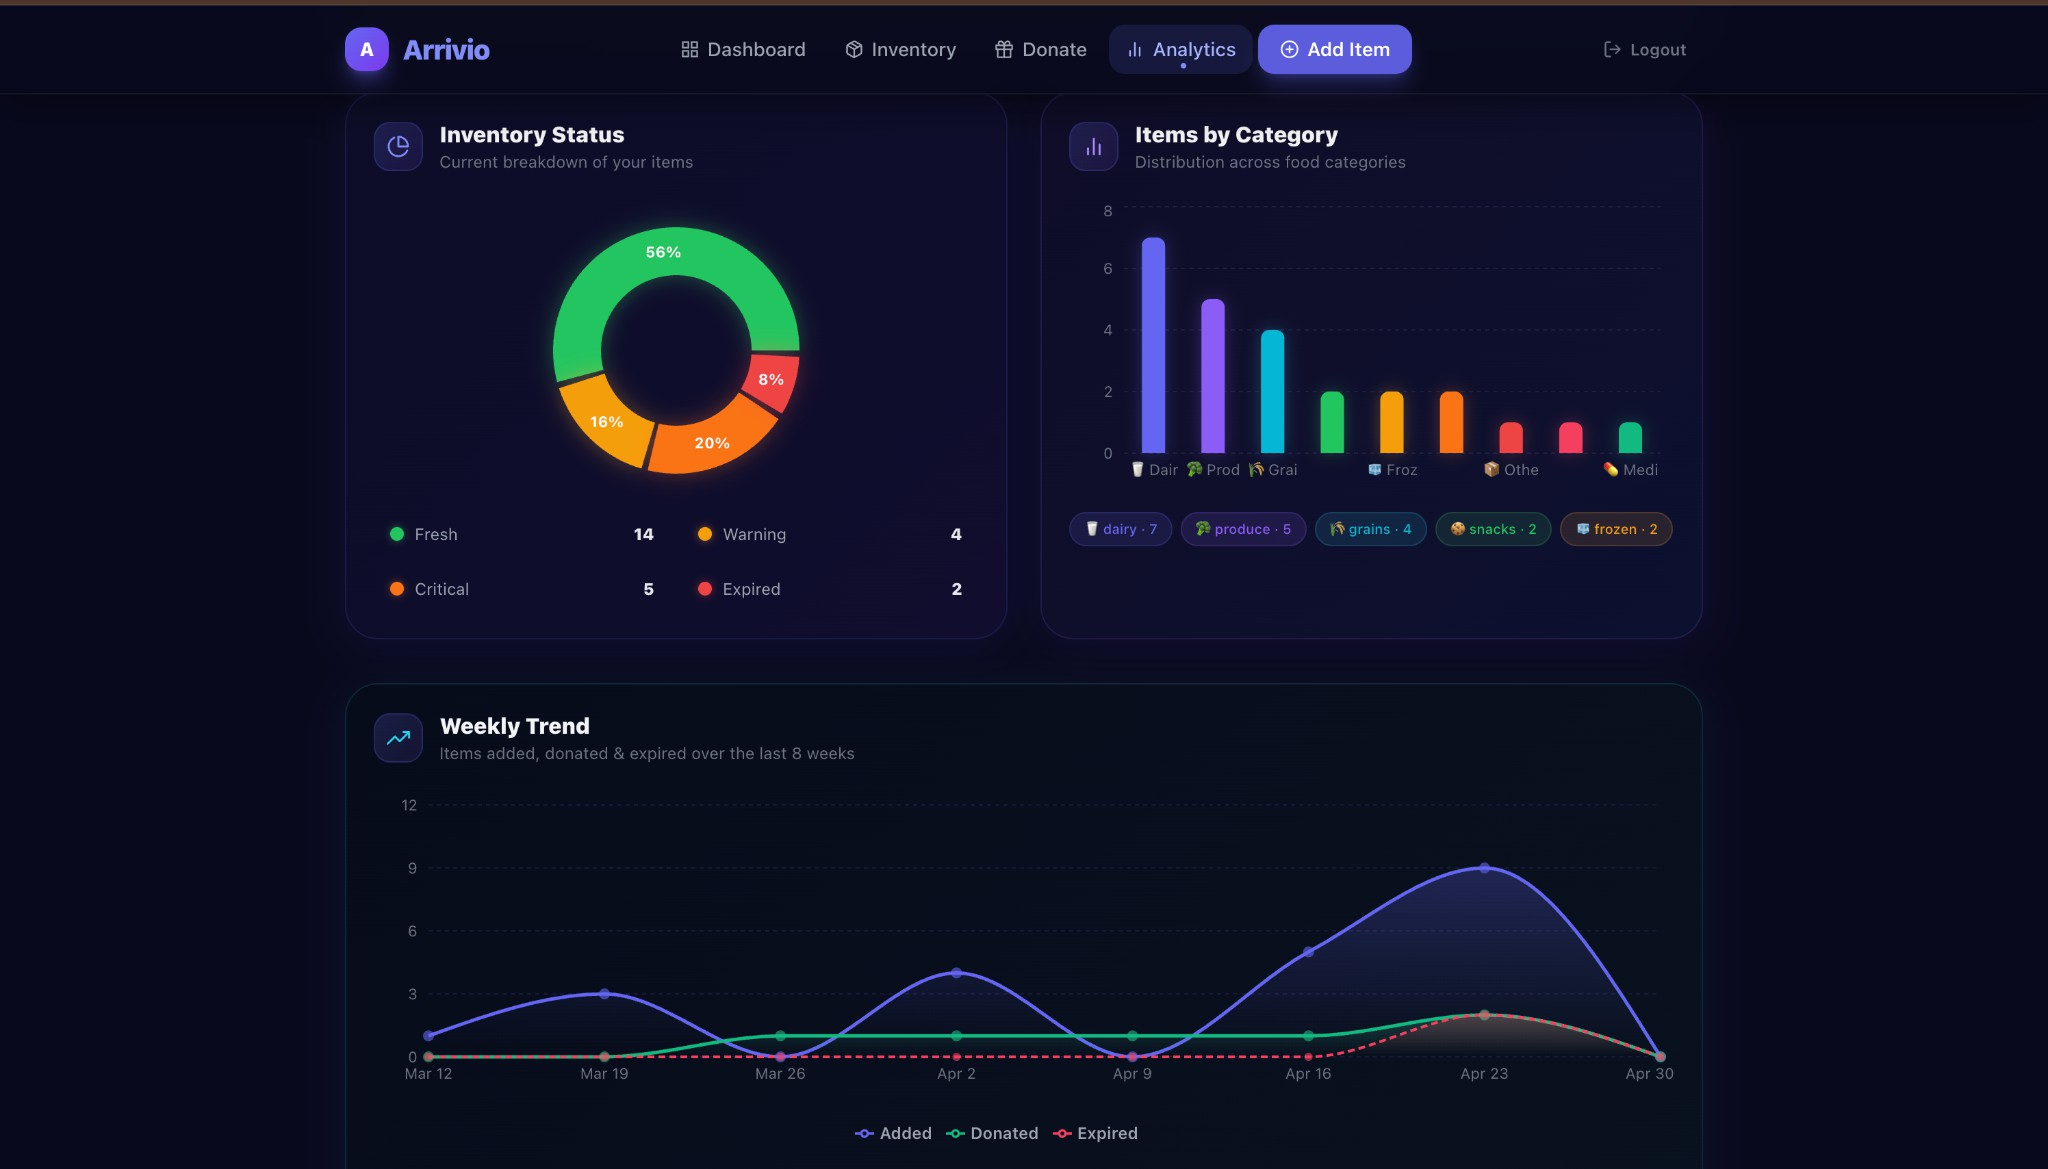 A Arrivio Dashboard Inventory Donate Analytics Add Item Logout
Inventory Status
Current breakdown of your items
56%
8%
16%
20%
Fresh 14 Warning 4
Critical 5 Expired 2
Items by Category
Distribution across food categories
8
6
4
2
0
Dair Prod Grai Froz Othe Medi
dairy · 7 produce · 5 grains · 4 snacks · 2 frozen · 2
Weekly Trend
Items added, donated & expired over the last 8 weeks
12
9
6
3
0
Mar 12 Mar 19 Mar 26 Apr 2 Apr 9 Apr 16 Apr 23 Apr 30
Added Donated Expired